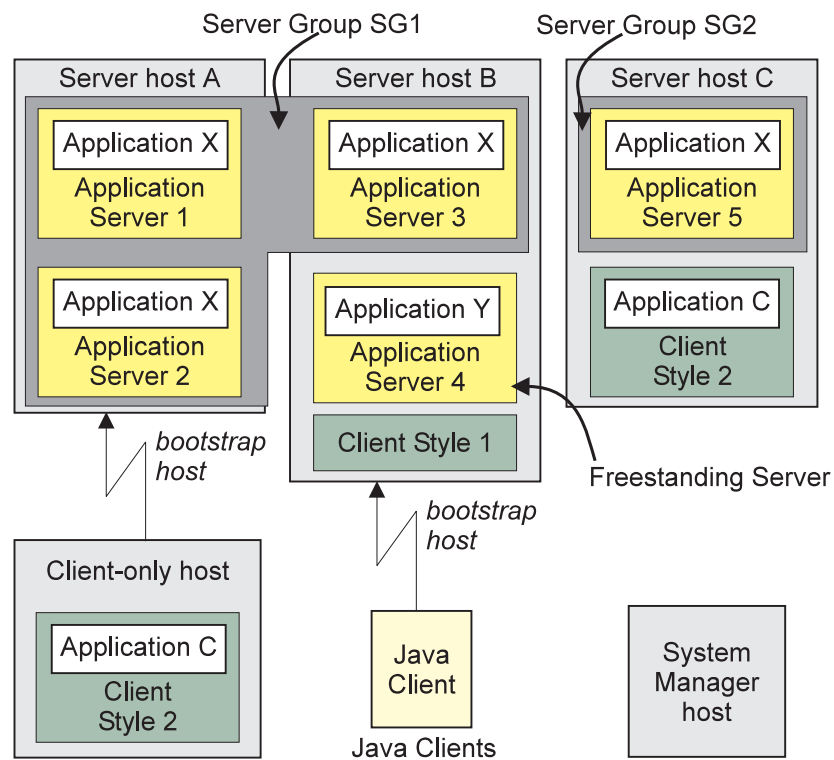 Server Group SG1
Server Group SG2
Server host A
Application X
Application
Server 1
Application X
Application
Server 2
Server host B
Application X
Application
Server 3
Application Y
Application
Server 4
Client Style 1
Server host C
Application X
Application
Server 5
Application C
Client
Style 2
Freestanding Server
bootstrap
host
bootstrap
host
Client-only host
Application C
Client
Style 2
Java
Client
Java Clients
System
Manager
host